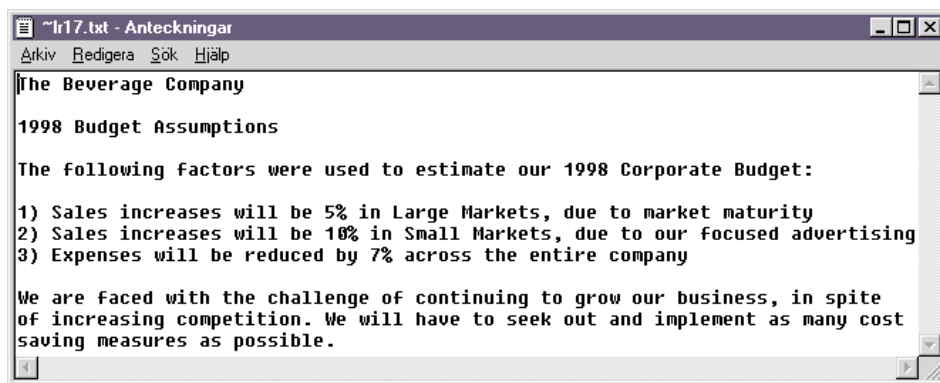 ~lr17.txt - Anteckningar
Arkiv Redigera Sök Hjälp
The Beverage Company
1998 Budget Assumptions
The following factors were used to estimate our 1998 Corporate Budget:
1) Sales increases will be 5% in Large Markets, due to market maturity
2) Sales increases will be 10% in Small Markets, due to our focused advertising
3) Expenses will be reduced by 7% across the entire company
We are faced with the challenge of continuing to grow our business, in spite
of increasing competition. We will have to seek out and implement as many cost
saving measures as possible.